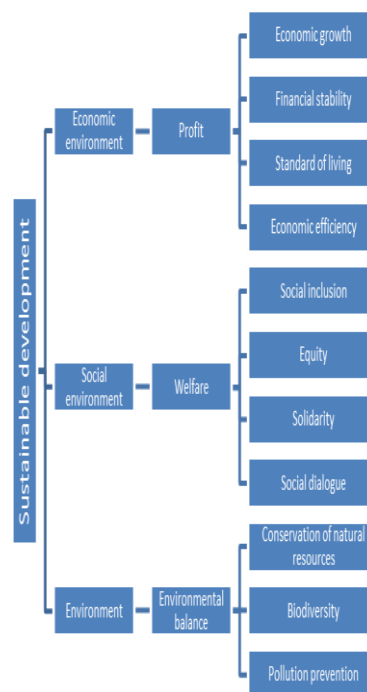 Sustainable development
Economic
environment
Profit
Economic growth
Financial stability
Standard of living
Economic efficiency
Social
environment
Welfare
Social inclusion
Equity
Solidarity
Social dialogue
Environment
Environmental
balance
Conservation of natural
resources
Biodiversity
Pollution prevention